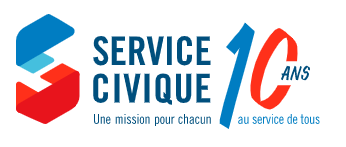 SERVICE
CIVIQUE
10 ANS
Une mission pour chacun au service de tous